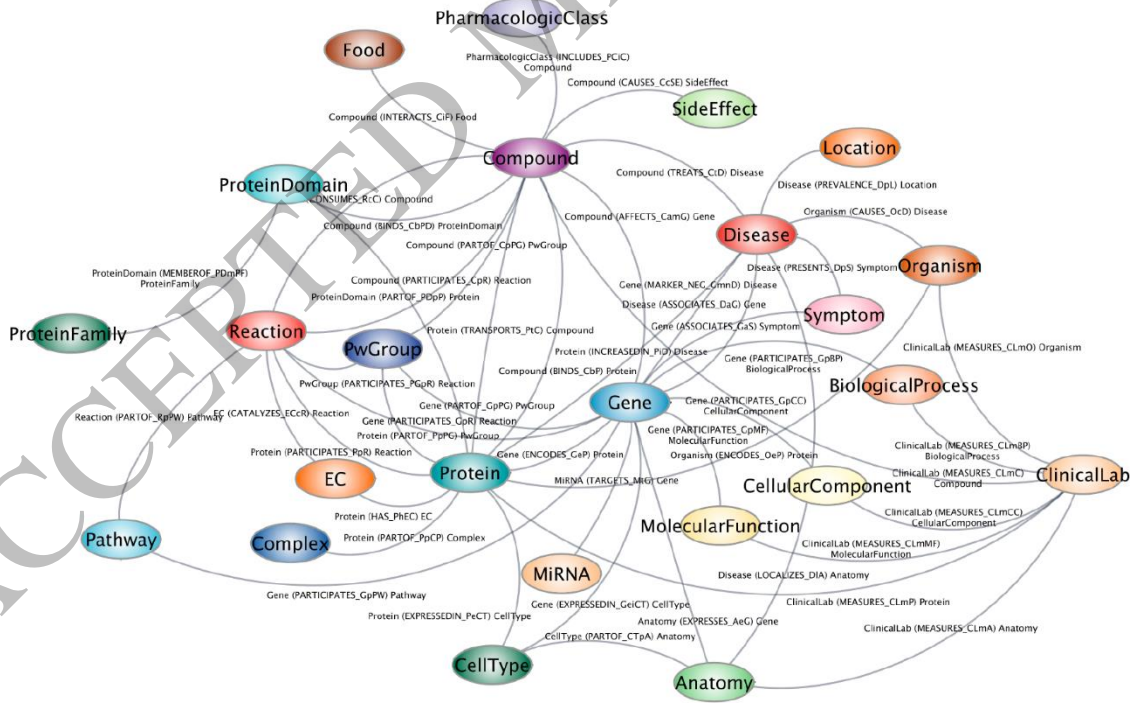 PharmacologicClass
Food
PharmacologicClass (INCLUDES_PCiC)
Compound
Compound (CAUSES_CcSE) SideEffect
SideEffect
Compound (INTERACTS_CiF) Food
Location
Compound
Compound (TREATS_CtD) Disease
ProteinDomain
Disease (PREVALENCE_DpL) Location
CONSUMES_RcC) Compound
Compound (AFFECTS_CamG) Gene
Organism (CAUSES_OcD) Disease
Compound (BINDS_CbPD) ProteinDomain
Disease
Compound (PARTOF_CpPG) PwGroup
Disease (PRESENTS_DpS) Symptom
Organism
ProteinDomain (MEMBEROF_PDmPF)
ProteinFamily
Compound (PARTICIPATES_CpR) Reaction
Gene (MARKER_NEG_GmnD) Disease
ProteinDomain (PARTOF_PDpP) Protein
Disease (ASSOCIATES_DaG) Gene
ProteinFamily
Reaction
Protein (TRANSPORTS_PtC) Compound
Gene (ASSOCIATES_GaS) Symptom
Symptom
PwGroup
Protein (INCREASEDIN_PiD) Disease
ClinicalLab (MEASURES_CLmO) Organism
Gene (PARTICIPATES_GpBP)
BiologicalProcess
Compound (BINDS_CbP) Protein
PwGroup (PARTICIPATES_PGpR) Reaction
BiologicalProcess
Gene
Gene (PARTICIPATES_GpCC)
CellularComponent
Gene (PARTOF_GpPG) PwGroup
Reaction (PARTOF_RpPW) Pathway
EC (CATALYZES_ECcR) Reaction
Gene (PARTICIPATES_GpR) Reaction
Gene (PARTICIPATES_GpMF)
MolecularFunction
Protein (PARTOF_PpPG) PwGroup
Protein (PARTICIPATES_PpR) Reaction
Gene (ENCODES_GeP) Protein
Organism (ENCODES_OeP) Protein
ClinicalLab (MEASURES_CLmBP)
BiologicalProcess
EC
Protein
MiRNA (TARGETS_MtG) Gene
CellularComponent
ClinicalLab (MEASURES_CLmC)
Compound
ClinicalLab
Protein (HAS_PhEC) EC
ClinicalLab (MEASURES_CLmCC)
CellularComponent
MolecularFunction
Pathway
Complex
Protein (PARTOF_PpCP) Complex
ClinicalLab (MEASURES_CLmMF)
MolecularFunction
MiRNA
Disease (LOCALIZES_DlA) Anatomy
Gene (PARTICIPATES_GpPW) Pathway
Gene (EXPRESSEDIN_GeiCT) CellType
ClinicalLab (MEASURES_CLmP) Protein
Protein (EXPRESSEDIN_PeCT) CellType
Anatomy (EXPRESSES_AeG) Gene
ClinicalLab (MEASURES_CLmA) Anatomy
CellType (PARTOF_CTpA) Anatomy
CellType
Anatomy
ACCEPTED M